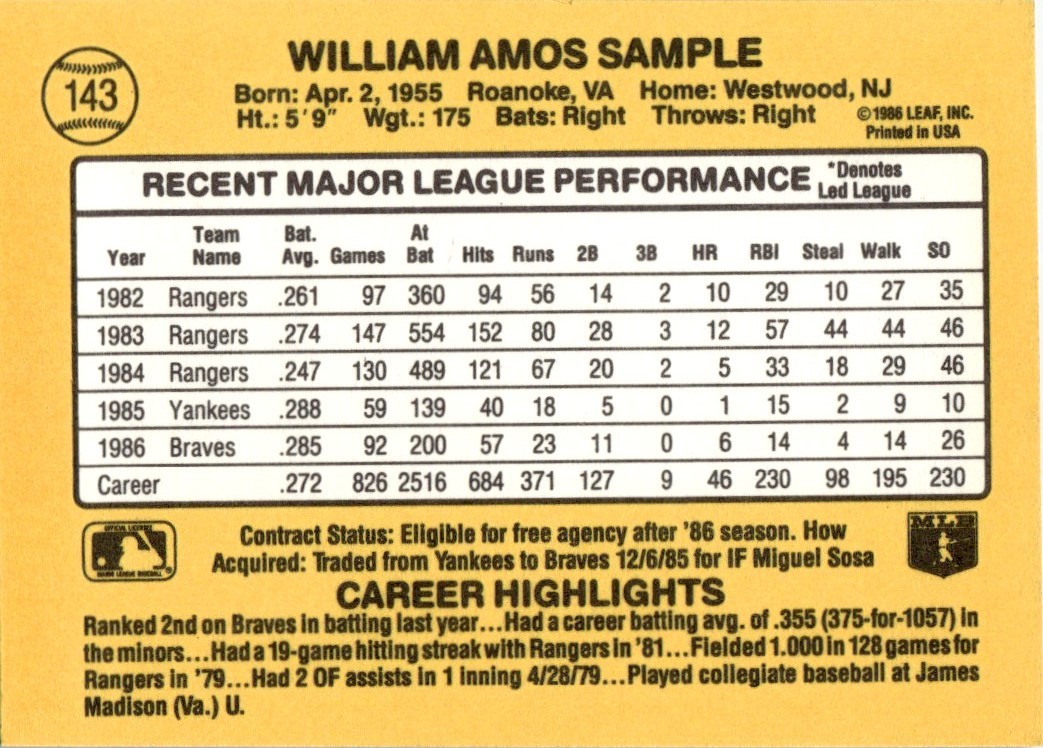 143
WILLIAM AMOS SAMPLE
Born: Apr. 2, 1955 Roanoke, VA Home: Westwood, NJ
Ht.: 5'9" Wgt.: 175 Bats: Right Throws: Right
©1986 LEAF, INC.
Printed in USA
RECENT MAJOR LEAGUE PERFORMANCE
*Denotes
Led League
Year Team Name Bat. Avg. Games At Bat Hits Runs 2B 3B HR RBI Steal Walk SO
1982 Rangers .261 97 360 94 56 14 2 10 29 10 27 35
1983 Rangers .274 147 554 152 80 28 3 12 57 44 44 46
1984 Rangers .247 130 489 121 67 20 2 5 33 18 29 46
1985 Yankees .288 59 139 40 18 5 0 1 15 2 9 10
1986 Braves .285 92 200 57 23 11 0 6 14 4 14 26
Career .272 826 2516 684 371 127 9 46 230 98 195 230
OFFICIAL LICENSEE
MAJOR LEAGUE BASEBALL
®
Contract Status: Eligible for free agency after '86 season. How
Acquired: Traded from Yankees to Braves 12/6/85 for IF Miguel Sosa
MLB
CAREER HIGHLIGHTS
Ranked 2nd on Braves in batting last year...Had a career batting avg. of .355 (375-for-1057) in
the minors...Had a 19-game hitting streak with Rangers in '81...Fielded 1.000 in 128 games for
Rangers in '79...Had 2 OF assists in 1 inning 4/28/79...Played collegiate baseball at James
Madison (Va.) U.